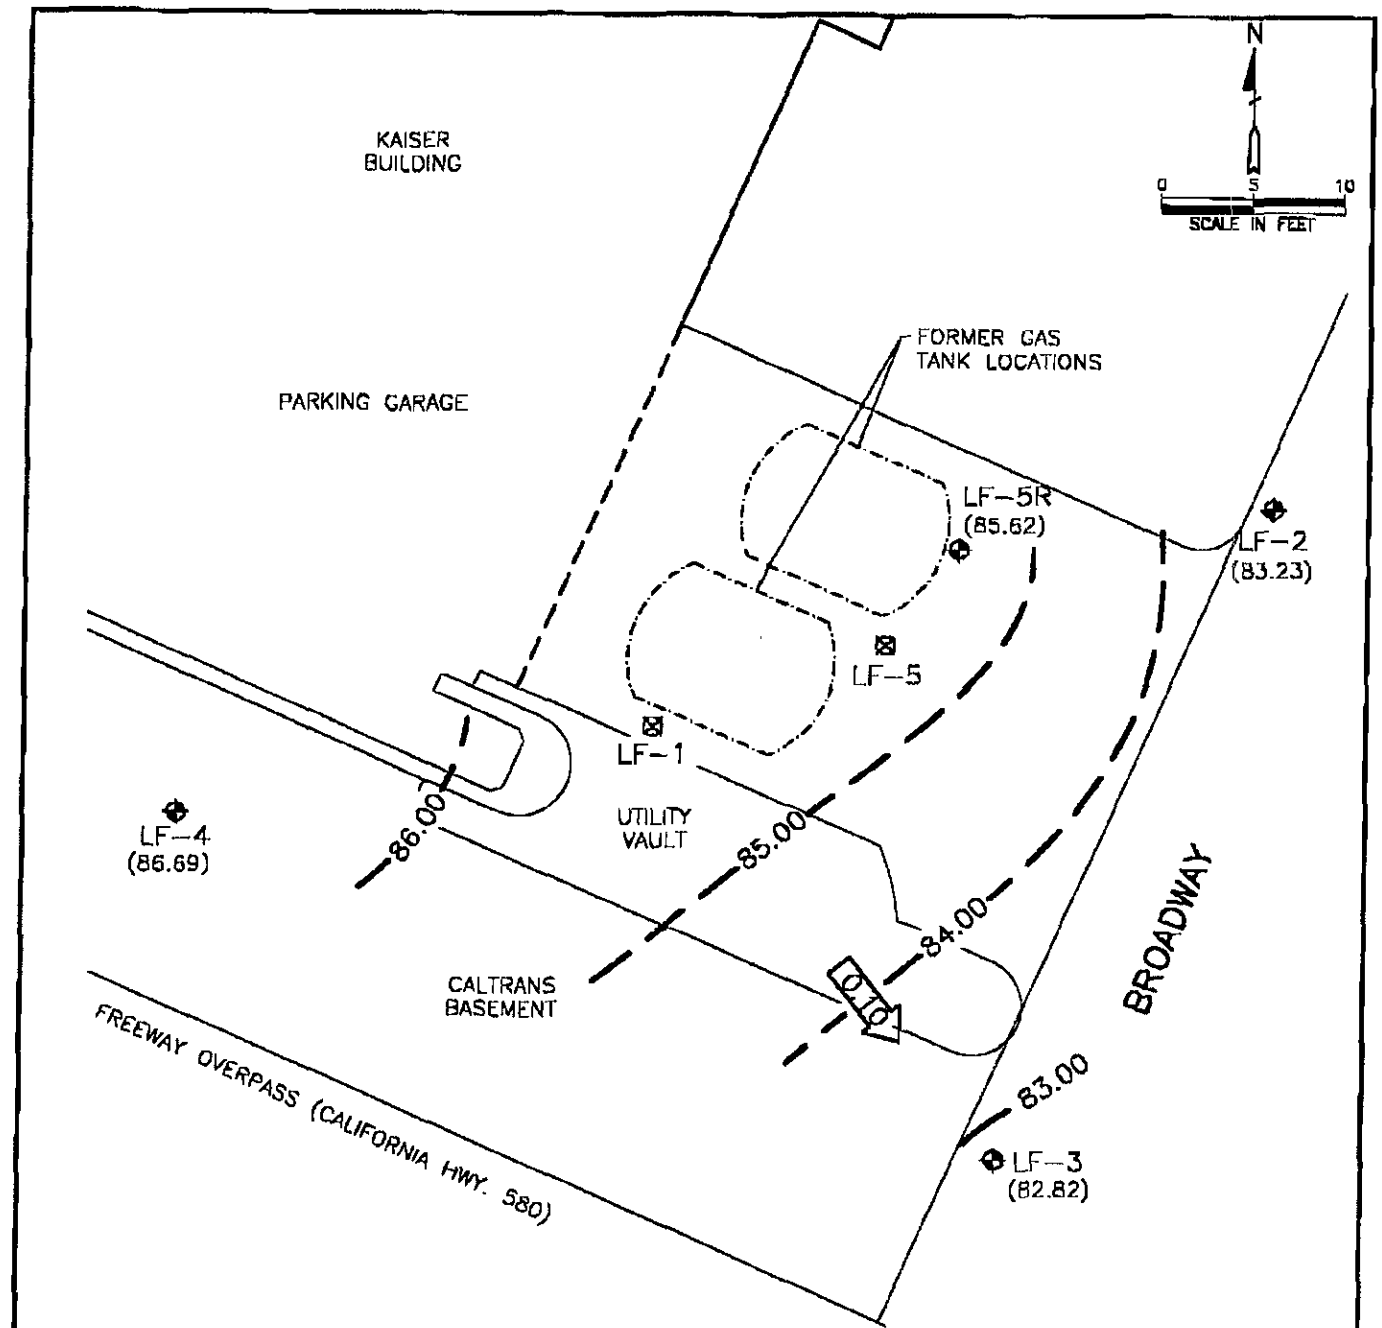 N
KAISER
BUILDING
0 5 10
SCALE IN FEET
FORMER GAS
TANK LOCATIONS
PARKING GARAGE
LF-5R
(85.62)
LF-2
(83.23)
LF-5
LF-1
UTILITY
VAULT
86.00
85.00
LF-4
(86.69)
84.00
BROADWAY
CALTRANS
BASEMENT
0.10
FREEWAY OVERPASS (CALIFORNIA HWY. 580)
83.00
LF-3
(82.82)